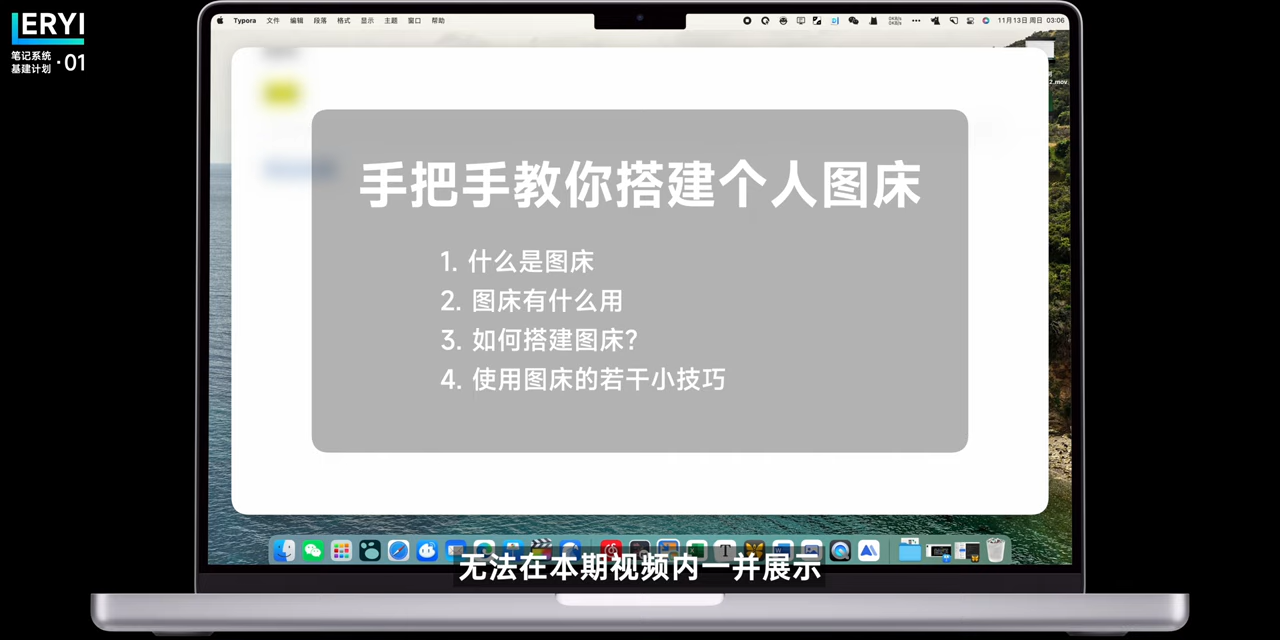 LERYI
笔记系统
基建计划
·01
Typora 文件 编辑 段落 格式 显示 主题 窗口 帮助
0KB/s
0KB/s
11月13日 周日 03:06
2.mov
手把手教你搭建个人图床
1. 什么是图床
2. 图床有什么用
3. 如何搭建图床?
4. 使用图床的若干小技巧
无法在本期视频内一并展示